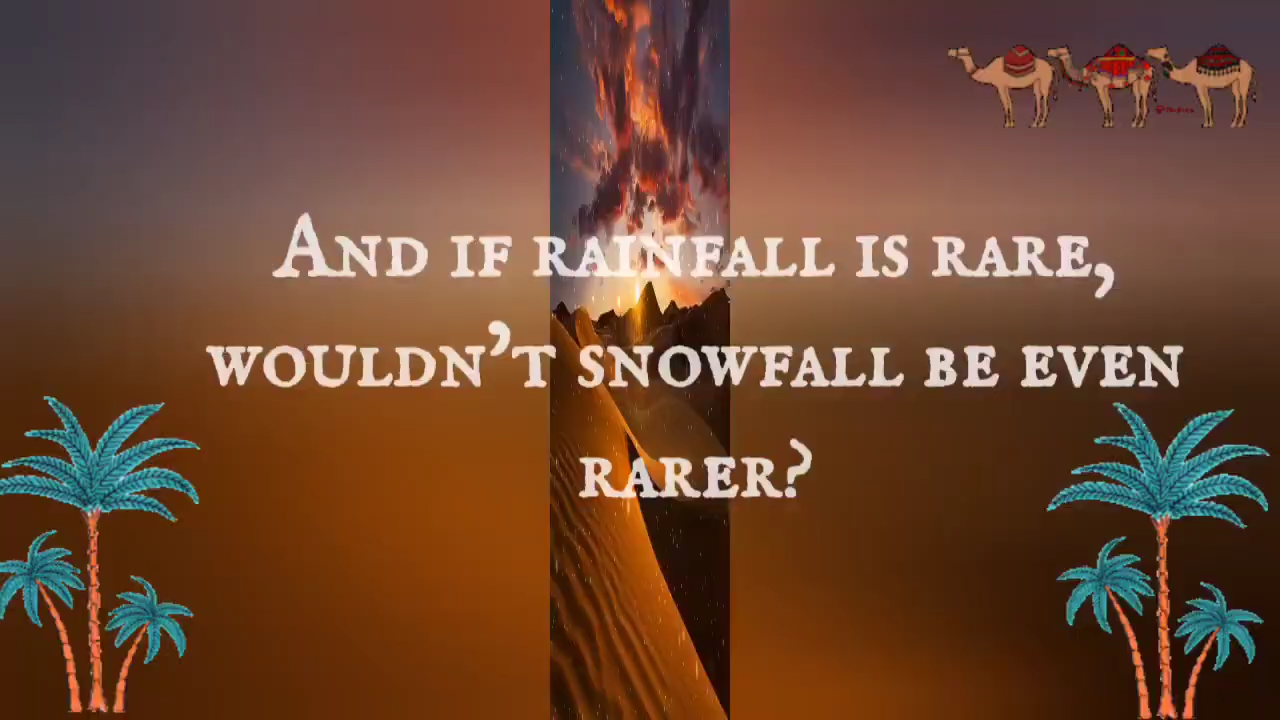 And if rainfall is rare,
wouldn't snowfall be even
rarer?